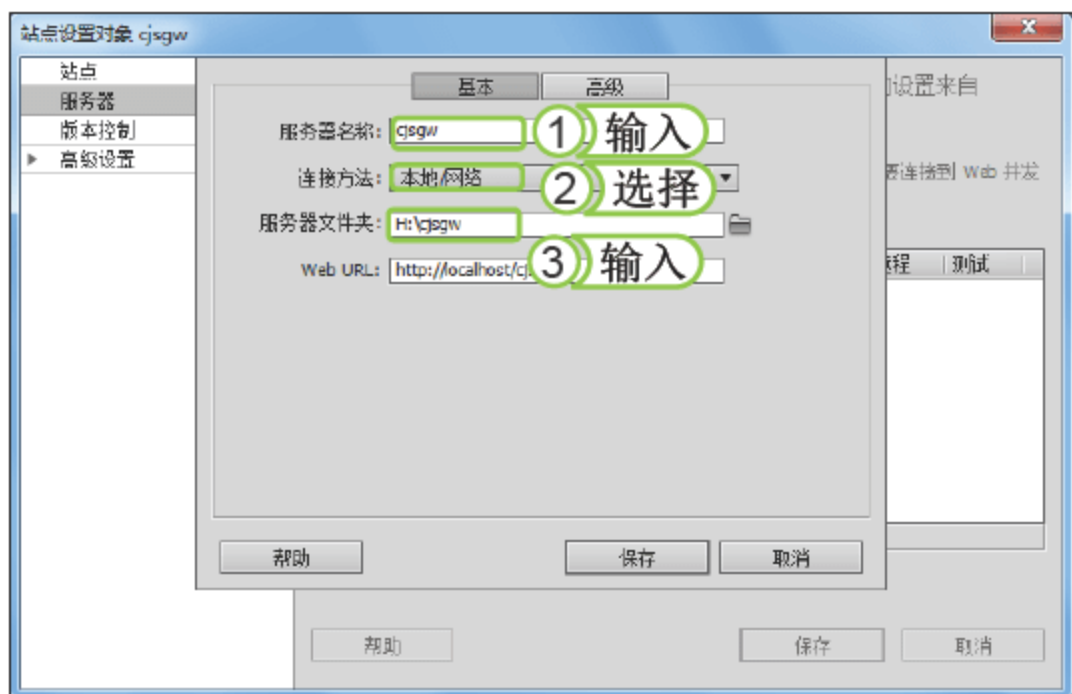 站点设置对象 cjsgw
站点
服务器
版本控制
高级设置
基本 高级
服务器名称: cjsgw ① 输入
连接方法: 本地/网络 ② 选择
服务器文件夹: H:\cjsgw
Web URL: http://localhost/cj ③ 输入
设置来自
连接到 Web 并发
程 测试
帮助 保存 取消
帮助 保存 取消